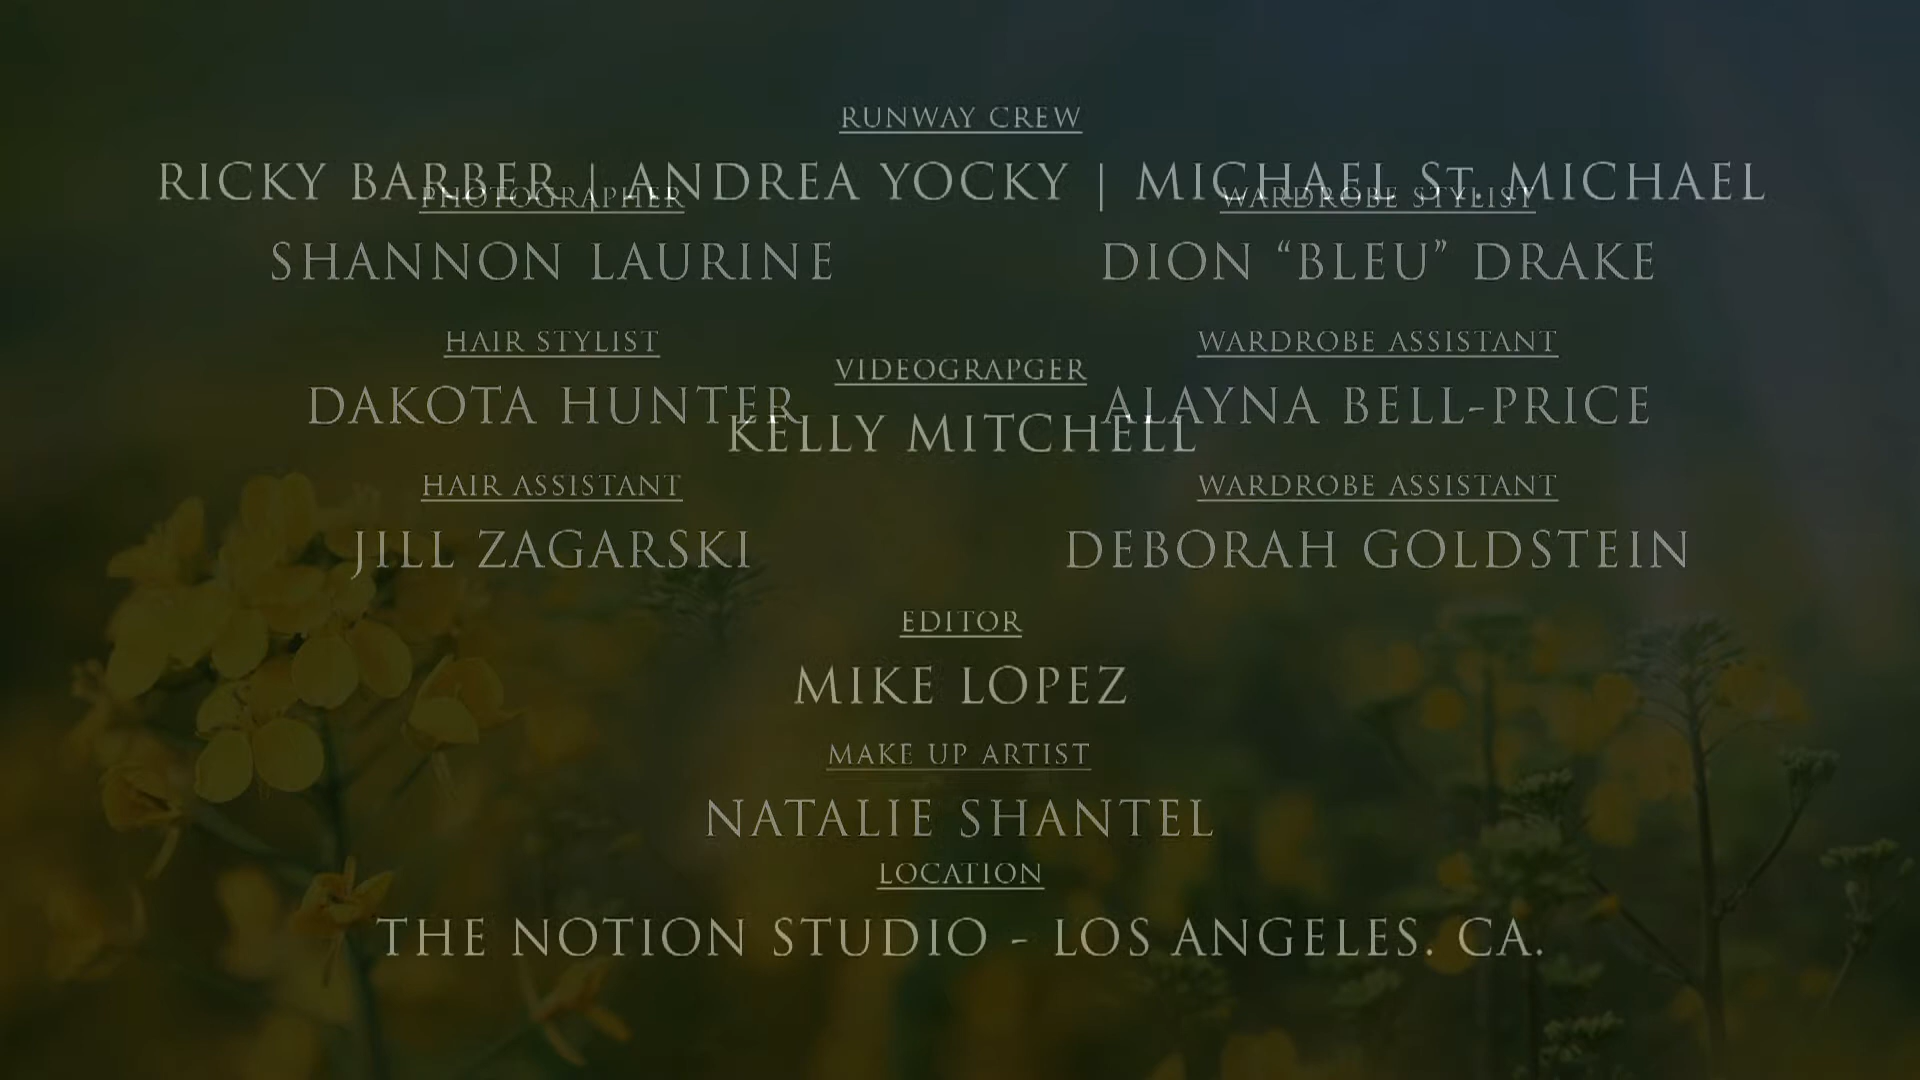 RUNWAY CREW
RICKY BARBER | ANDREA YOCKY | MICHAEL ST. MICHAEL
PHOTOGRAPHER
WARDROBE STYLIST
SHANNON LAURINE
DION “BLEU” DRAKE
HAIR STYLIST
WARDROBE ASSISTANT
VIDEOGRAPGER
DAKOTA HUNTER
ALAYNA BELL-PRICE
KELLY MITCHELL
HAIR ASSISTANT
WARDROBE ASSISTANT
JILL ZAGARSKI
DEBORAH GOLDSTEIN
EDITOR
MIKE LOPEZ
MAKE UP ARTIST
NATALIE SHANTEL
LOCATION
THE NOTION STUDIO - LOS ANGELES. CA.